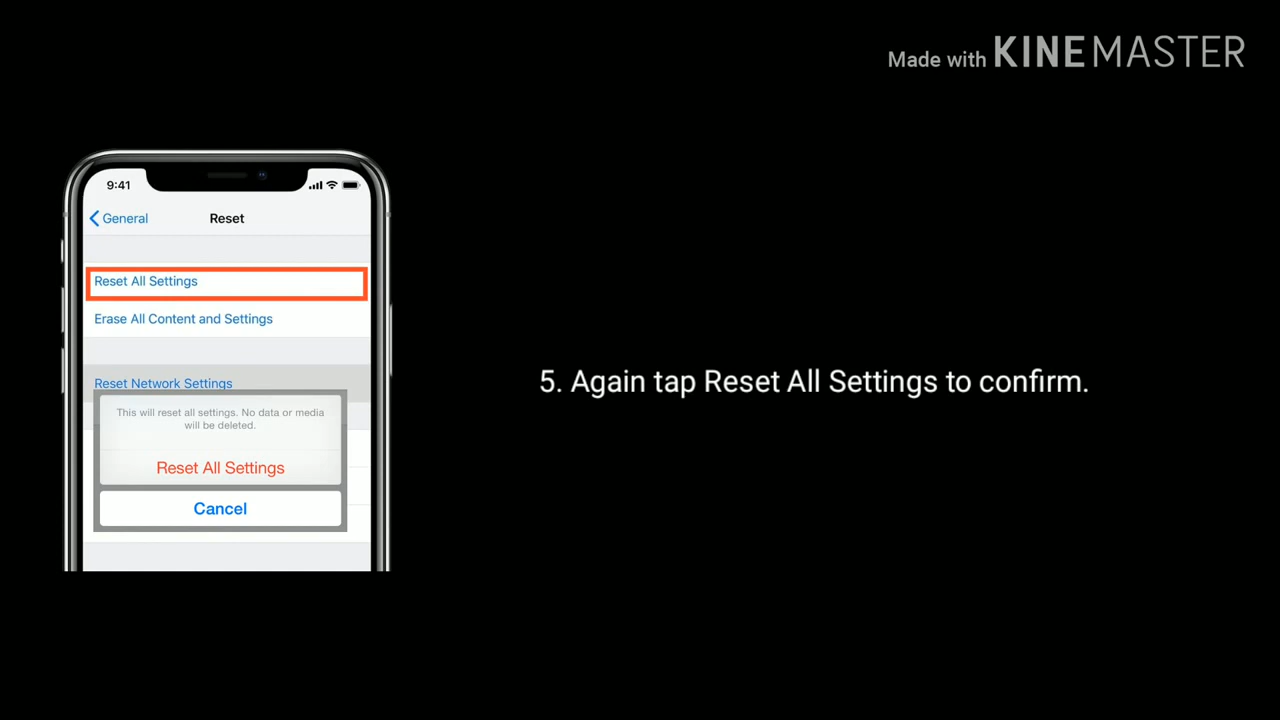 Made with KINEMASTER
9:41
General
Reset
Reset All Settings
Erase All Content and Settings
Reset Network Settings
This will reset all settings. No data or media
will be deleted.
Reset All Settings
Cancel
5. Again tap Reset All Settings to confirm.